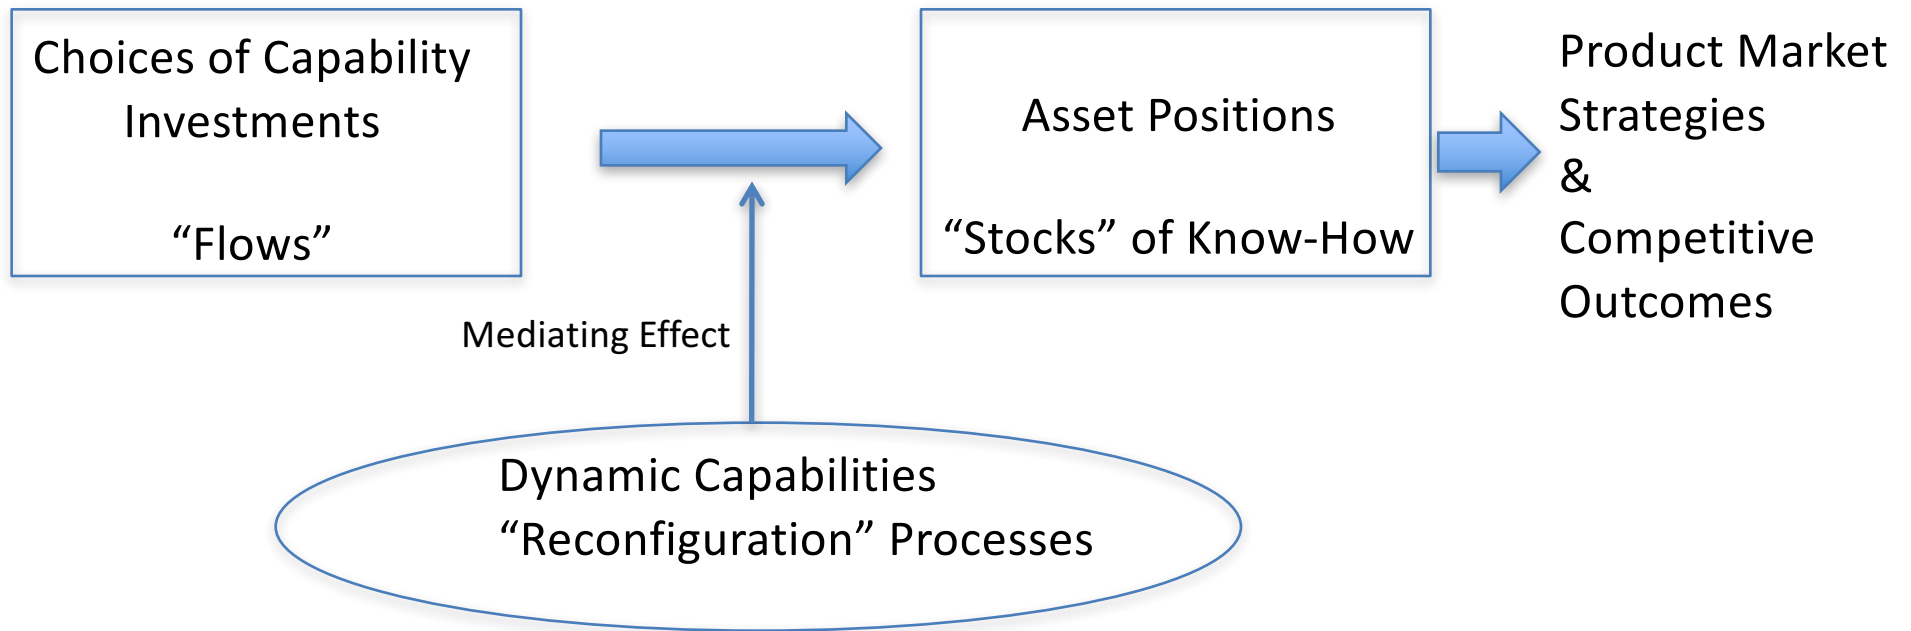 Choices of Capability
Investments
“Flows”
Asset Positions
“Stocks” of Know-How
Product Market
Strategies
&
Competitive
Outcomes
Mediating Effect
Dynamic Capabilities
“Reconfiguration” Processes